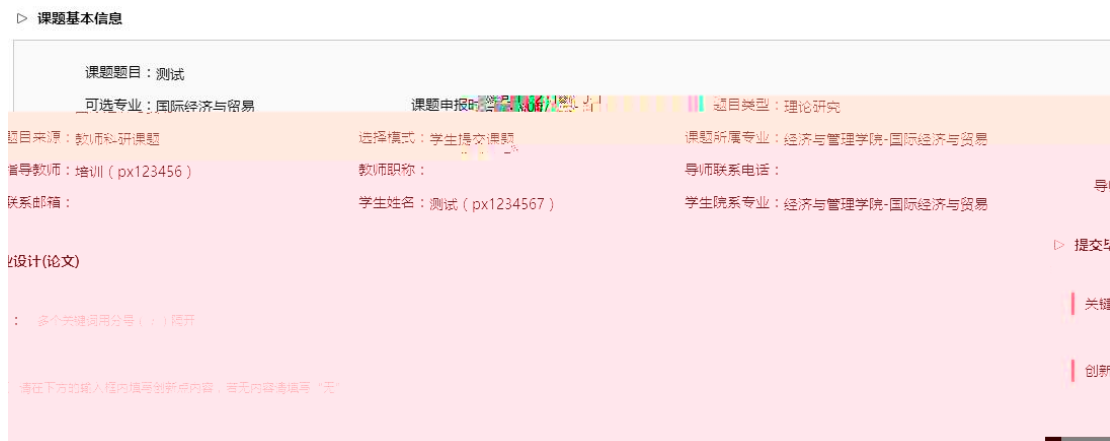 ▷ 课题基本信息
课题题目：测试
可选专业：国际经济与贸易 课题申报时 题目类型：理论研究
题目来源：教师科研课题 选择模式：学生提交课题 课题所属专业：经济与管理学院-国际经济与贸易
指导教师：培训（px123456） 教师职称： 导师联系电话：
导
联系邮箱： 学生姓名：测试（px1234567） 学生院系专业：经济与管理学院-国际经济与贸易
▷ 提交毕
业设计(论文)
关键
： 多个关键词用分号（；）隔开
创新
请在下方的输入框内填写创新点内容，若无内容请填写“无”